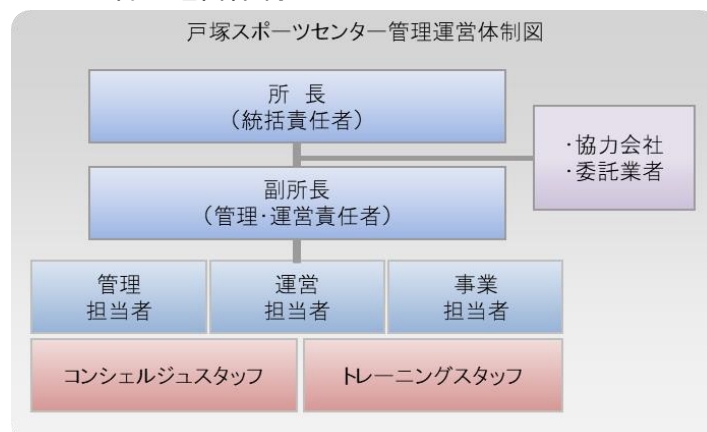 戸塚スポーツセンター管理運営体制図
所 長
（統括責任者）
・協力会社
・委託業者
副所長
（管理・運営責任者）
管理
担当者
運営
担当者
事業
担当者
コンシェルジュスタッフ
トレーニングスタッフ